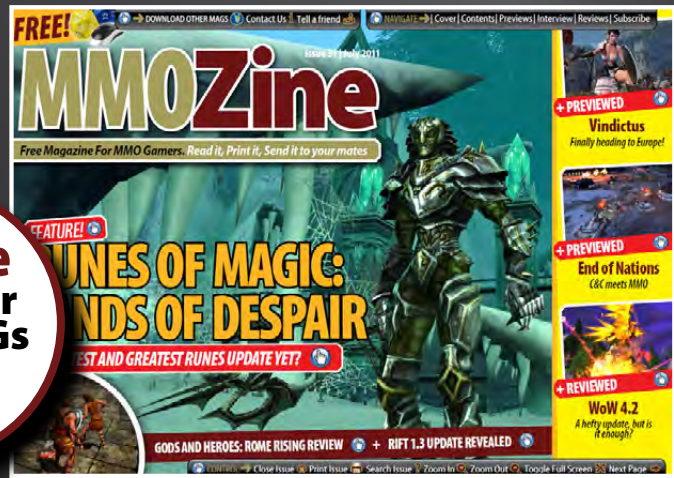 FREE!
DOWNLOAD OTHER MAGS Contact Us Tell a friend
NAVIGATE | Cover | Contents | Previews | Interview | Reviews | Subscribe
Issue 51 | July 2011
MMOZine
Free Magazine For MMO Gamers. Read it, Print it, Send it to your mates
+ PREVIEWED
Vindictus
Finally heading to Europe!
+ PREVIEWED
End of Nations
C&C meets MMO
+ REVIEWED
WoW 4.2
A hefty update, but is
it enough?
FEATURE!
UNES OF MAGIC:
NDS OF DESPAIR
TEST AND GREATEST RUNES UPDATE YET?
GODS AND HEROES: ROME RISING REVIEW + RIFT 1.3 UPDATE REVEALED
CONTROL Close Issue Print Issue Search Issue Zoom In Zoom Out Toggle Full Screen Next Page
e
r
Gs